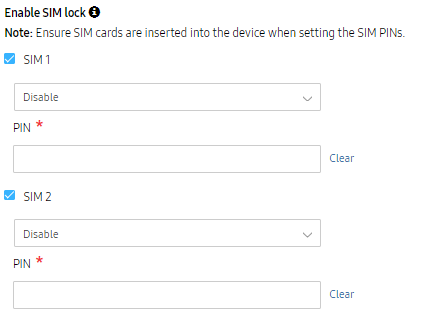 Enable SIM lock
Note: Ensure SIM cards are inserted into the device when setting the SIM PINs.
SIM 1
Disable
PIN *
Clear
SIM 2
Disable
PIN *
Clear